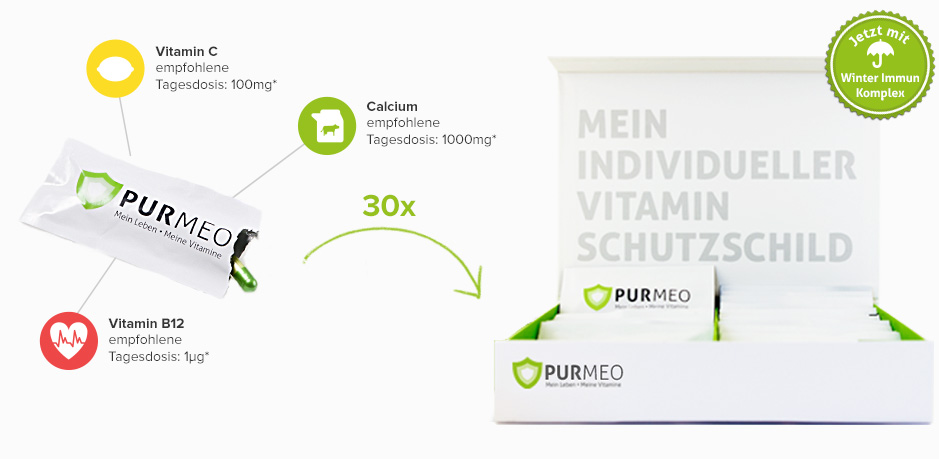 Vitamin C
empfohlene
Tagesdosis: 100mg*
Calcium
empfohlene
Tagesdosis: 1000mg*
PURMEO
Mein Leben • Meine Vitamine
30x
Vitamin B12
empfohlene
Tagesdosis: 1µg*
Jetzt mit
Winter Immun
Komplex
MEIN
INDIVIDUELLER
VITAMIN
SCHUTZSCHILD
PURMEO
Mein Leben • Meine Vitamine
PURMEO
Mein Leben • Meine Vitamine